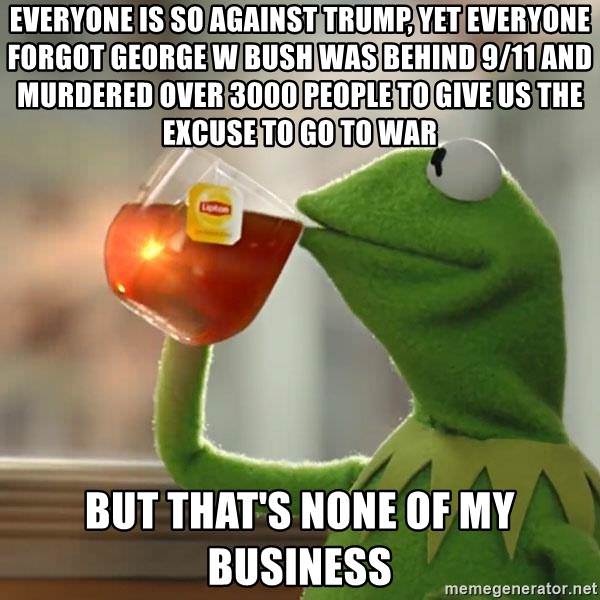 EVERYONE IS SO AGAINST TRUMP, YET EVERYONE
FORGOT GEORGE W BUSH WAS BEHIND 9/11 AND
MURDERED OVER 3000 PEOPLE TO GIVE US THE
EXCUSE TO GO TO WAR
Lipton
BUT THAT'S NONE OF MY
BUSINESS
memegenerator.net